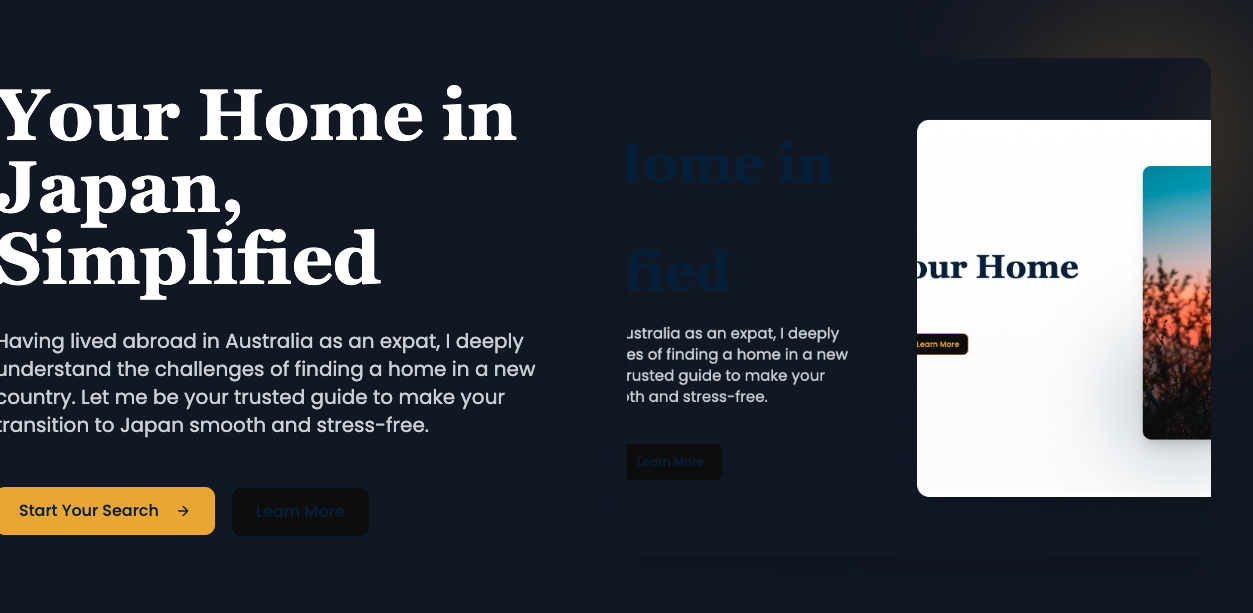 Your Home in
Japan,
Simplified
Having lived abroad in Australia as an expat, I deeply
understand the challenges of finding a home in a new
country. Let me be your trusted guide to make your
transition to Japan smooth and stress-free.
Start Your Search
Learn More
Home in
fied
ustralia as an expat, I deeply
es of finding a home in a new
rusted guide to make your
oth and stress-free.
Learn More
our Home
Learn More